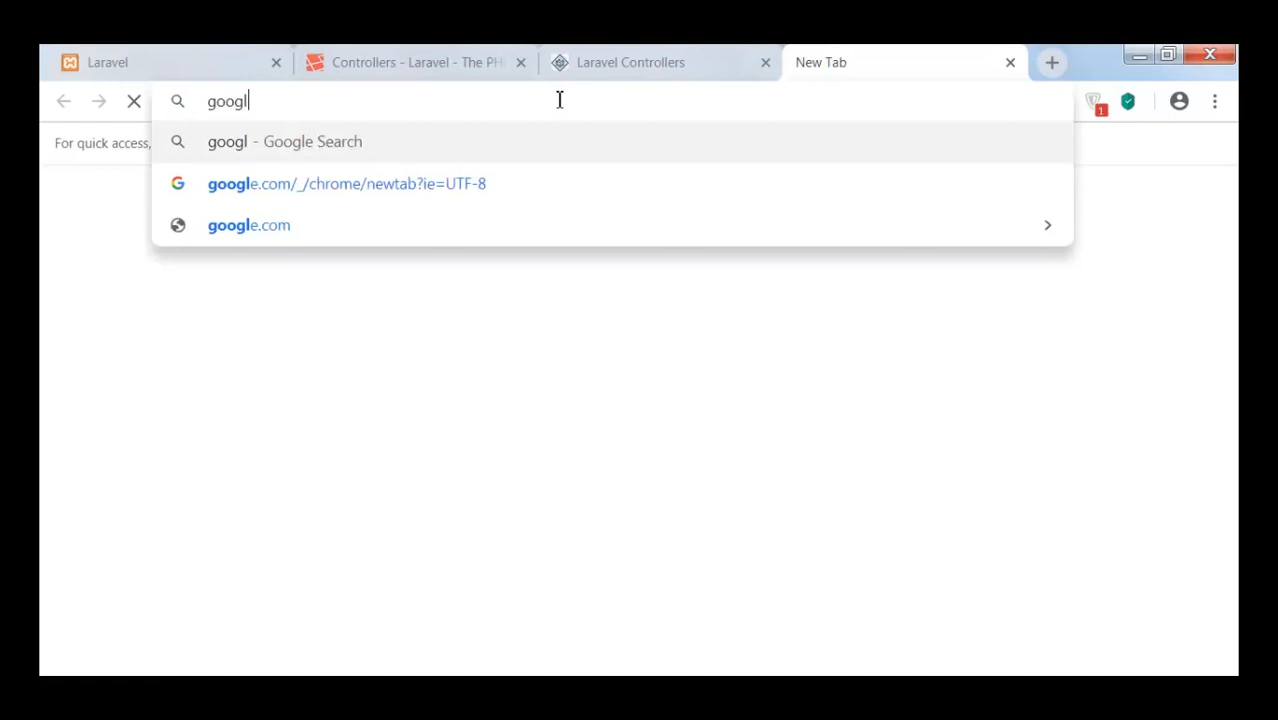 Laravel
Controllers - Laravel - The PH
Laravel Controllers
New Tab
googl
1
For quick access,
googl - Google Search
google.com/_/chrome/newtab?ie=UTF-8
google.com